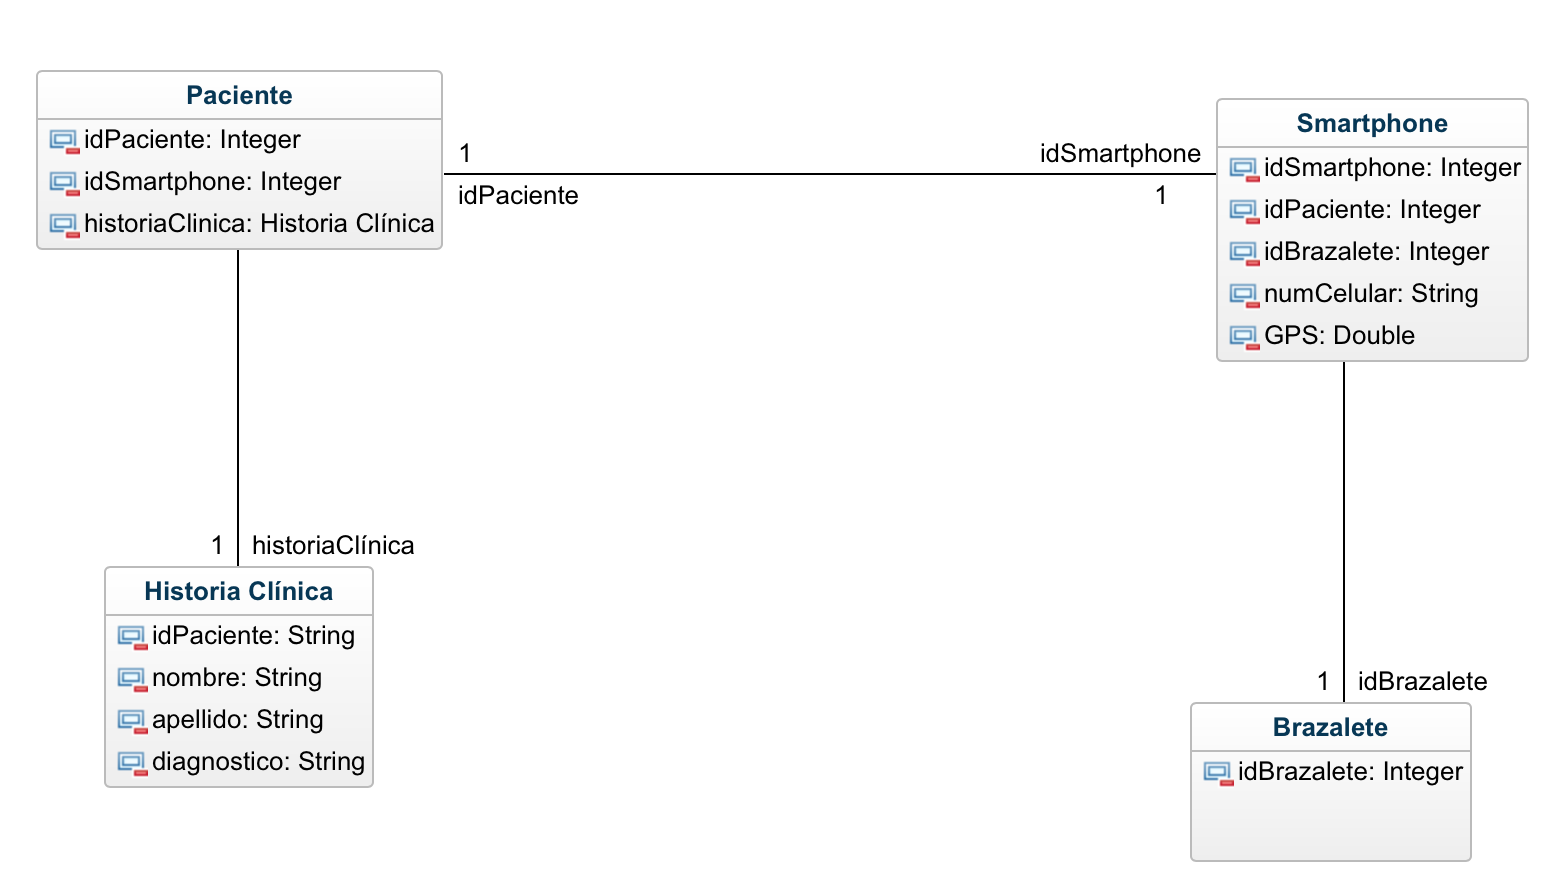 Paciente
idPaciente: Integer
idSmartphone: Integer
historiaClinica: Historia Clínica
1
idPaciente
idSmartphone
1
Smartphone
idSmartphone: Integer
idPaciente: Integer
idBrazalete: Integer
numCelular: String
GPS: Double
1 historiaClínica
Historia Clínica
idPaciente: String
nombre: String
apellido: String
diagnostico: String
1 idBrazalete
Brazalete
idBrazalete: Integer